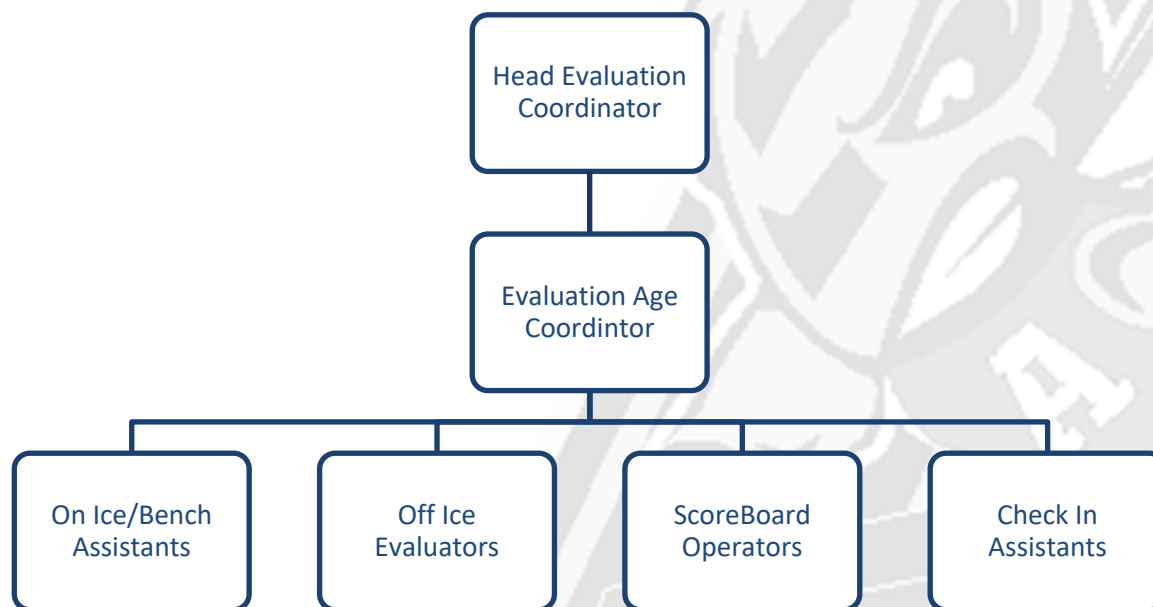 Head Evaluation
Coordinator
Evaluation Age
Coordintor
On Ice/Bench
Assistants
Off Ice
Evaluators
ScoreBoard
Operators
Check In
Assistants
A